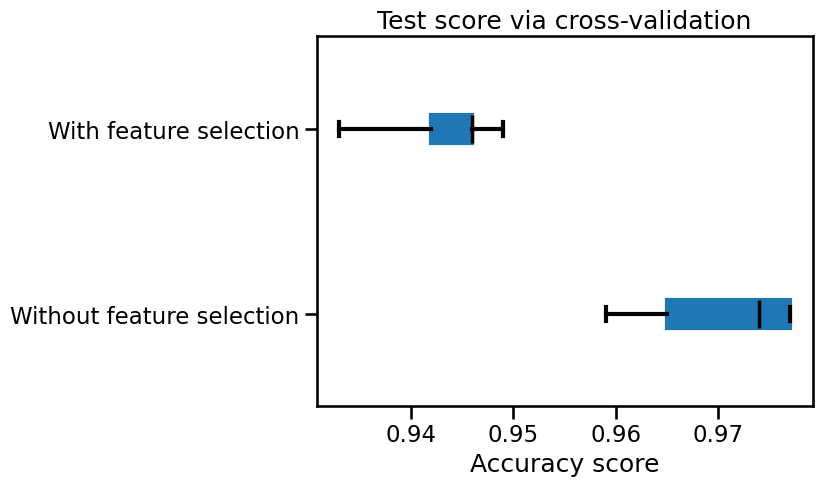 Test score via cross-validation
With feature selection
Without feature selection
0.94 0.95 0.96 0.97
Accuracy score